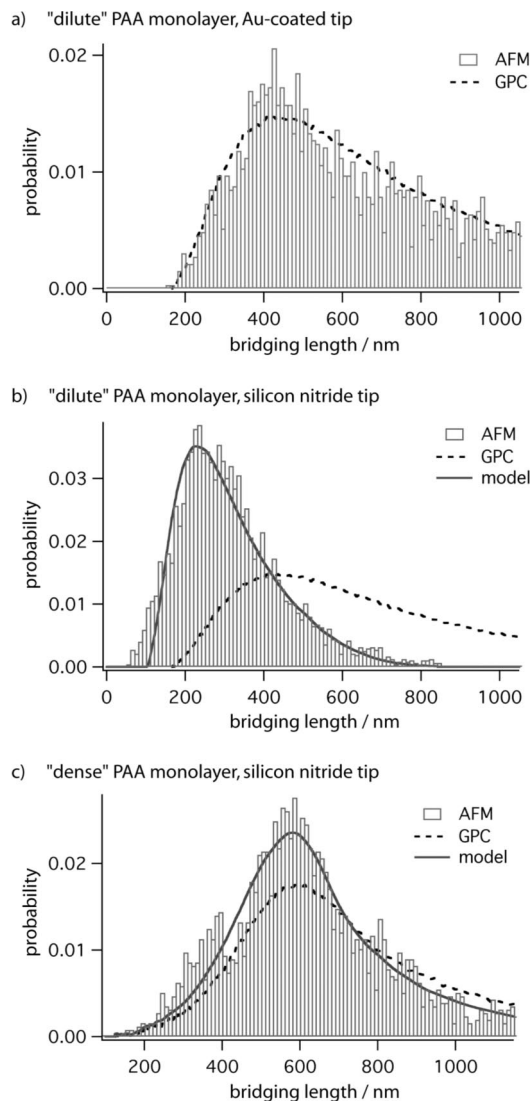 a) "dilute" PAA monolayer, Au-coated tip
AFM
GPC
probability
0.02
0.01
0.00
0 200 400 600 800 1000
bridging length / nm
b) "dilute" PAA monolayer, silicon nitride tip
AFM
GPC
model
probability
0.03
0.02
0.01
0.00
0 200 400 600 800 1000
bridging length / nm
c) "dense" PAA monolayer, silicon nitride tip
AFM
GPC
model
probability
0.02
0.01
0.00
200 400 600 800 1000
bridging length / nm